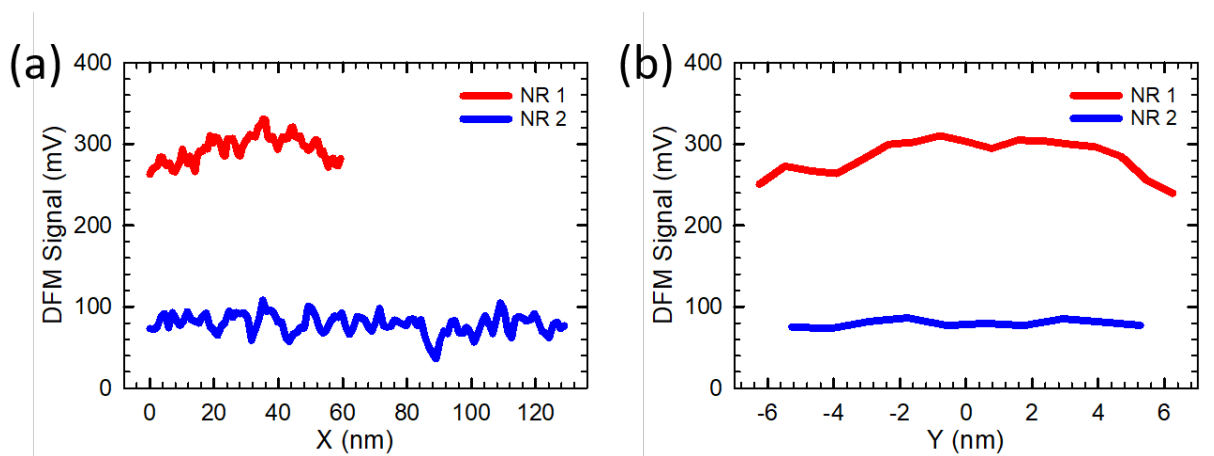 (a)
400
300
200
100
0
DFM Signal (mV)
NR 1
NR 2
0 20 40 60 80 100 120
X (nm)
(b)
400
300
200
100
0
DFM Signal (mV)
NR 1
NR 2
-6 -4 -2 0 2 4 6
Y (nm)